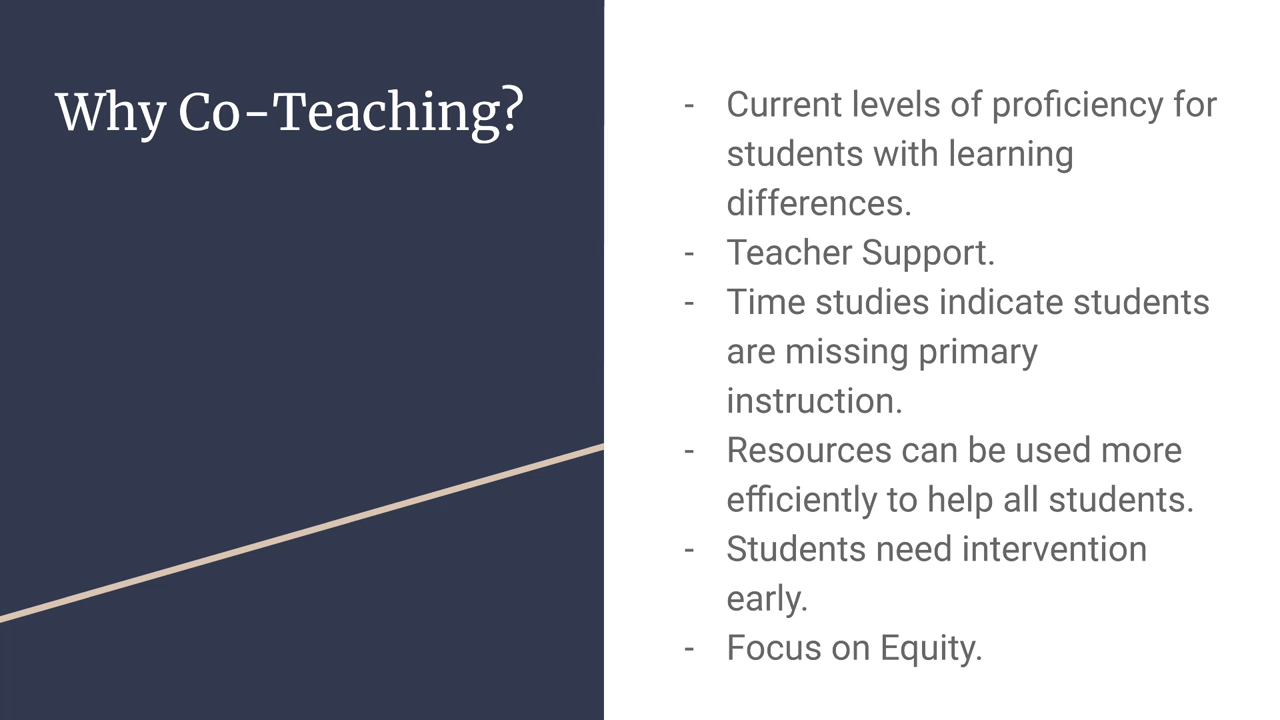 Why Co-Teaching?
- Current levels of proficiency for
students with learning
differences.
- Teacher Support.
- Time studies indicate students
are missing primary
instruction.
- Resources can be used more
efficiently to help all students.
- Students need intervention
early.
- Focus on Equity.